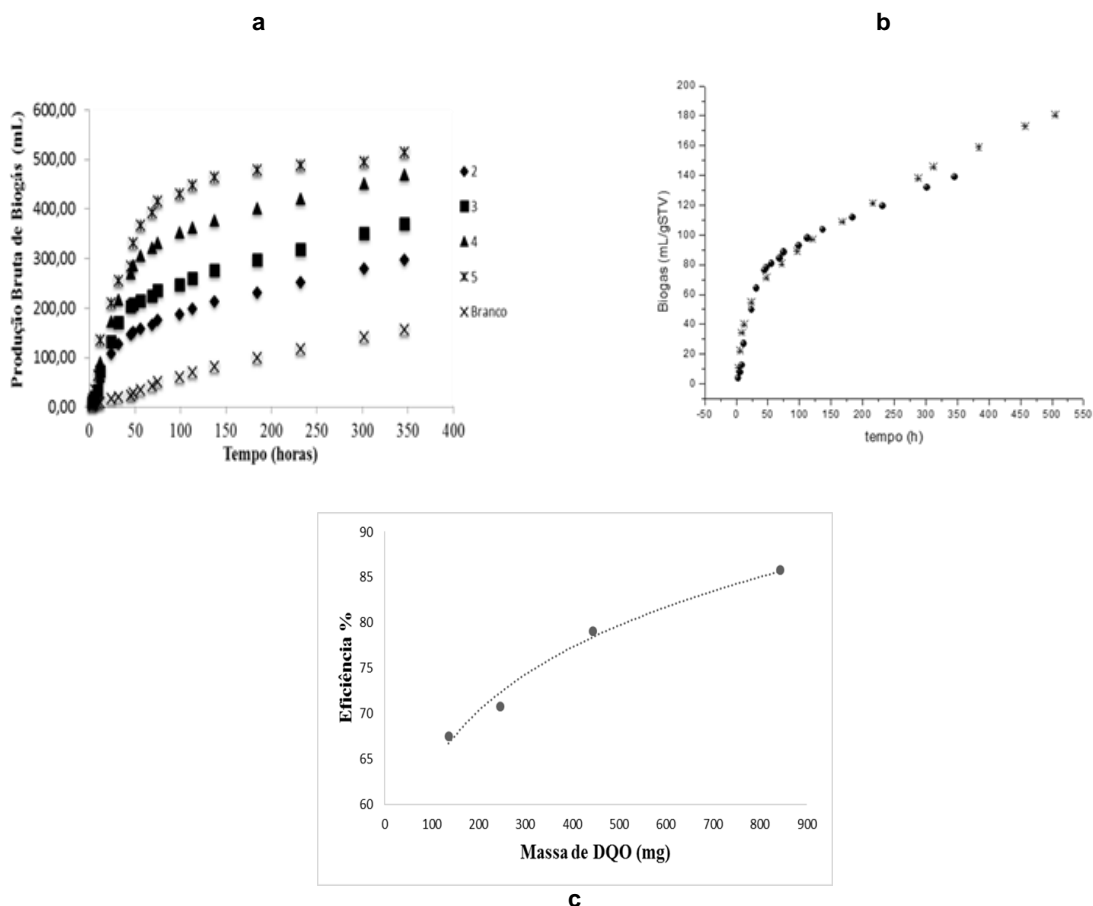 a
b
Produção Bruta de Biogás (mL)
600,00
500,00
400,00
300,00
200,00
100,00
0,00
0 50 100 150 200 250 300 350 400
Tempo (horas)
2
3
4
5
Branco
Biogas (mL/gSTV)
200
180
160
140
120
100
80
60
40
20
0
-50 0 50 100 150 200 250 300 350 400 450 500 550
tempo (h)
Eficiência %
90
85
80
75
70
65
60
0 100 200 300 400 500 600 700 800 900
Massa de DQO (mg)
c